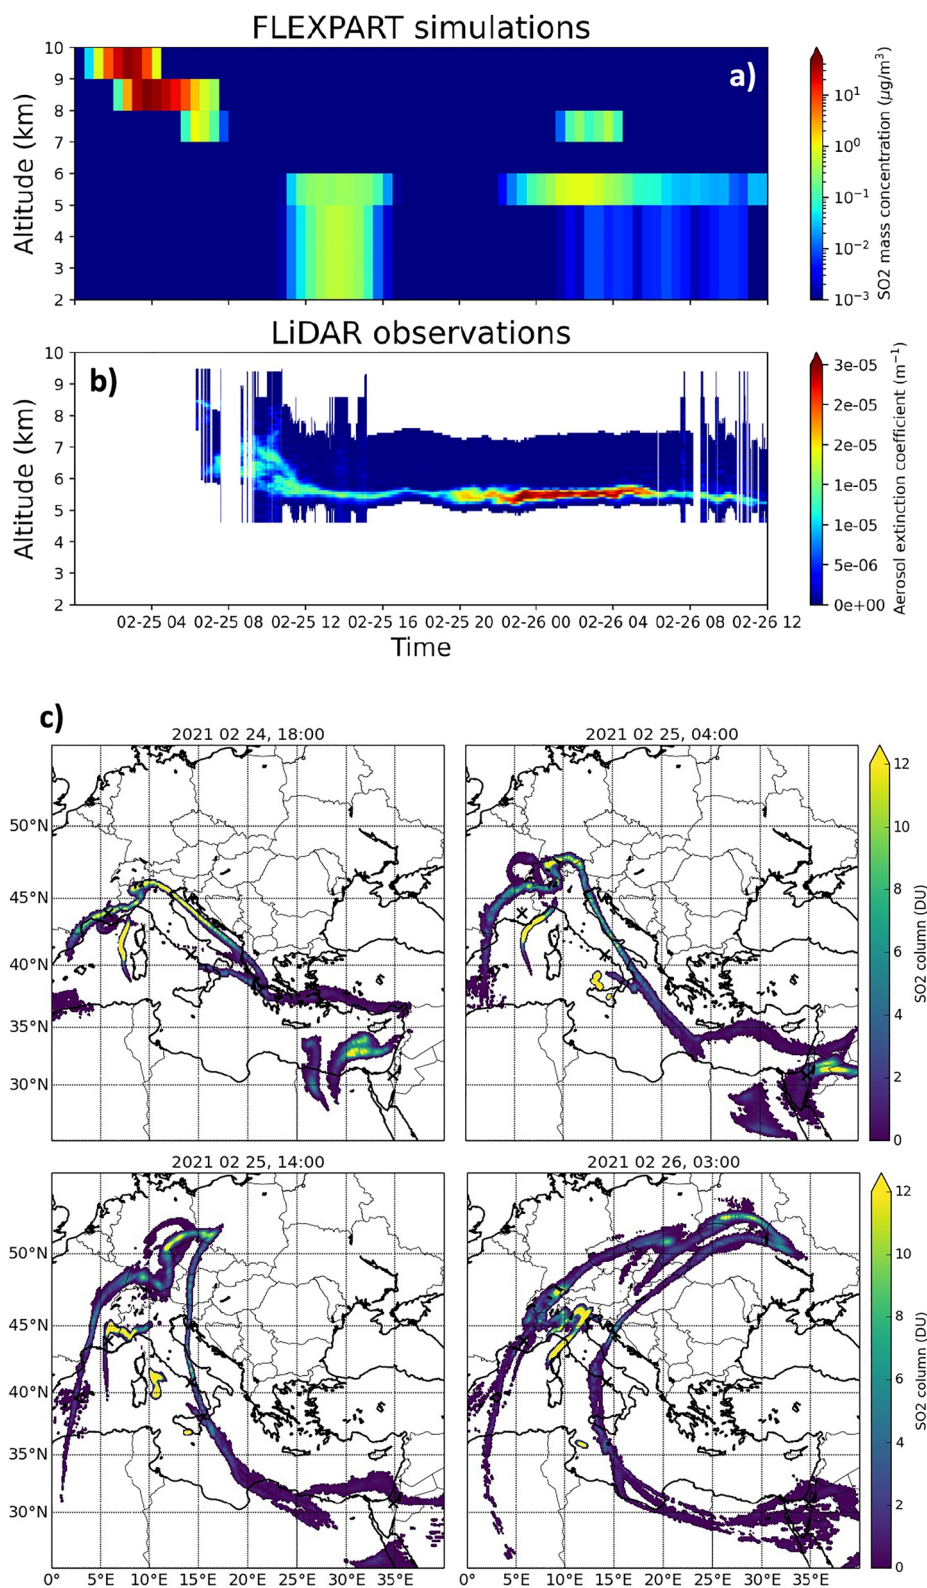 FLEXPART simulations
a)
10
9
8
7
6
5
4
3
2
Altitude (km)
10¹
10⁰
10⁻¹
10⁻²
10⁻³
SO2 mass concentration (µg/m³)
LiDAR observations
b)
10
9
8
7
6
5
4
3
2
Altitude (km)
02-25 04 02-25 08 02-25 12 02-25 16 02-25 20 02-26 00 02-26 04 02-26 08 02-26 12
Time
3e-05
2e-05
2e-05
1e-05
1e-05
5e-06
0e+00
Aerosol extinction coefficient (m⁻¹)
c)
2021 02 24, 18:00
2021 02 25, 04:00
50°N
45°N
40°N
35°N
30°N
12
10
8
6
4
2
0
SO2 column (DU)
2021 02 25, 14:00
2021 02 26, 03:00
50°N
45°N
40°N
35°N
30°N
0° 5°E 10°E 15°E 20°E 25°E 30°E 35°E
0° 5°E 10°E 15°E 20°E 25°E 30°E 35°E
12
10
8
6
4
2
0
SO2 column (DU)